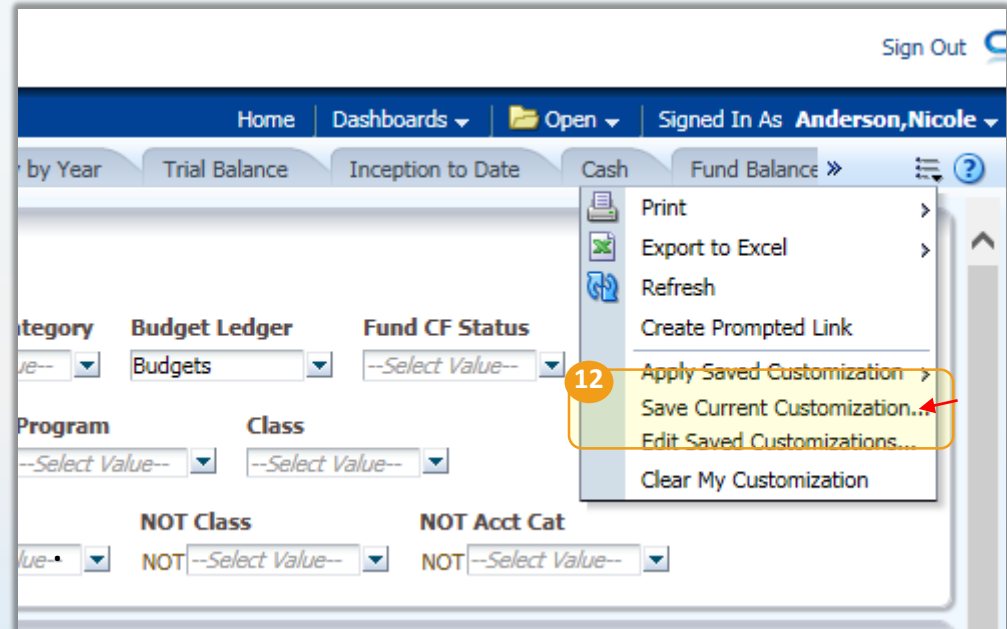 Sign Out
Home Dashboards Open Signed In As Anderson,Nicole
by Year Trial Balance Inception to Date Cash Fund Balance »
Print
Export to Excel
Refresh
Create Prompted Link
Apply Saved Customization
Save Current Customization...
Edit Saved Customizations...
Clear My Customization
12
tegory Budget Ledger Fund CF Status
ue-- Budgets --Select Value--
Program Class
--Select Value-- --Select Value--
NOT Class NOT Acct Cat
lue-- NOT --Select Value-- NOT --Select Value--